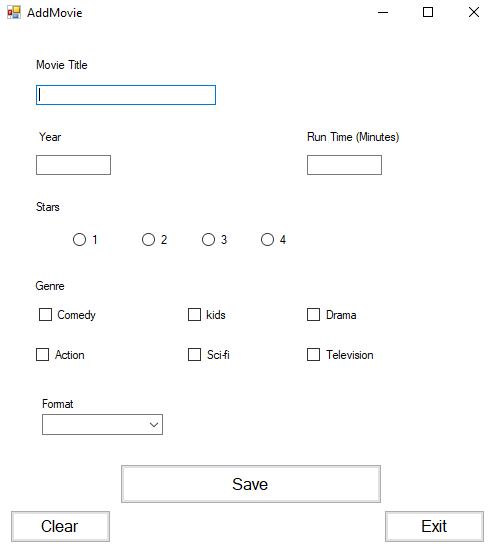 AddMovie
Movie Title
Year Run Time (Minutes)
Stars
1 2 3 4
Genre
Comedy kids Drama
Action Sci-fi Television
Format
Save
Clear Exit